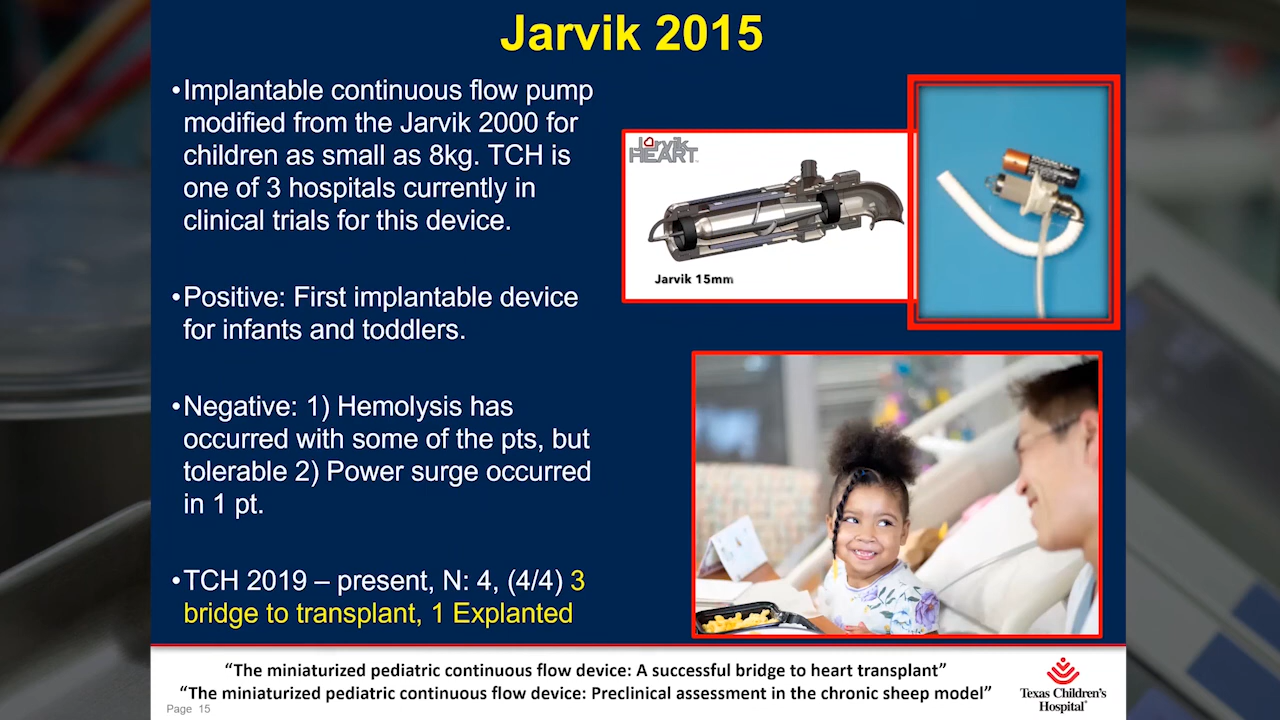 Jarvik 2015
•Implantable continuous flow pump
modified from the Jarvik 2000 for
children as small as 8kg. TCH is
one of 3 hospitals currently in
clinical trials for this device.
•Positive: First implantable device
for infants and toddlers.
•Negative: 1) Hemolysis has
occurred with some of the pts, but
tolerable 2) Power surge occurred
in 1 pt.
•TCH 2019 – present, N: 4, (4/4) 3
bridge to transplant, 1 Explanted
Jarvik
HEART
Jarvik 15mm
“The miniaturized pediatric continuous flow device: A successful bridge to heart transplant”
“The miniaturized pediatric continuous flow device: Preclinical assessment in the chronic sheep model”
Page 15
Texas Children's
Hospital®